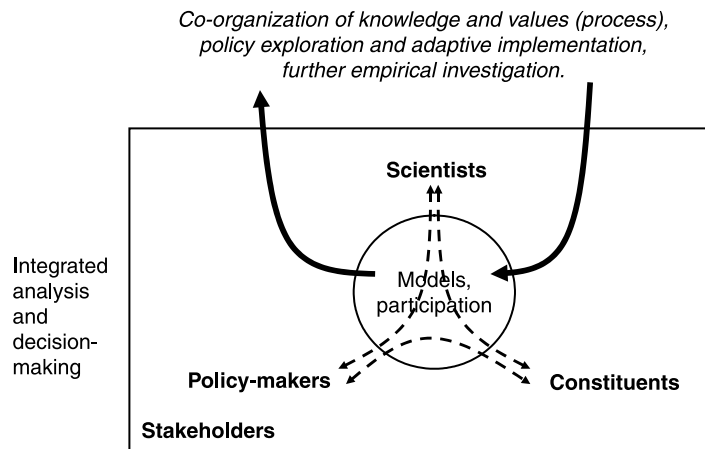 Co-organization of knowledge and values (process),
policy exploration and adaptive implementation,
further empirical investigation.
Scientists
Integrated
analysis
and
decision-
making
Models,
participation
Policy-makers
Constituents
Stakeholders